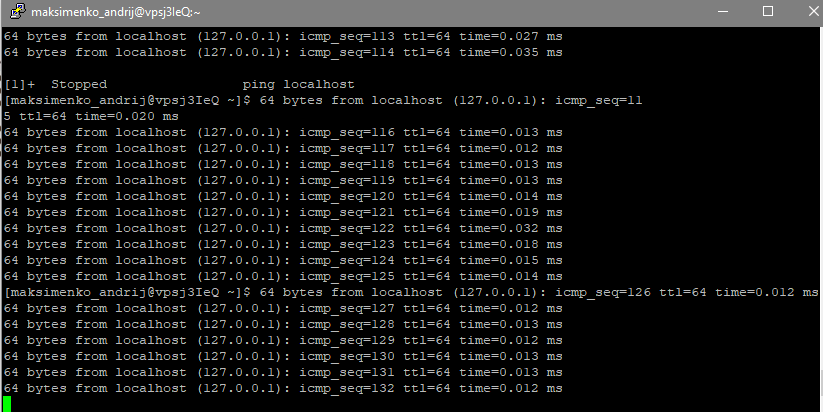 maksimenko_andrij@vpsj3leQ:~
64 bytes from localhost (127.0.0.1): icmp_seq=113 ttl=64 time=0.027 ms
64 bytes from localhost (127.0.0.1): icmp_seq=114 ttl=64 time=0.035 ms
[1]+  Stopped                 ping localhost
[maksimenko_andrij@vpsj3IeQ ~]$ 64 bytes from localhost (127.0.0.1): icmp_seq=11
5 ttl=64 time=0.020 ms
64 bytes from localhost (127.0.0.1): icmp_seq=116 ttl=64 time=0.013 ms
64 bytes from localhost (127.0.0.1): icmp_seq=117 ttl=64 time=0.012 ms
64 bytes from localhost (127.0.0.1): icmp_seq=118 ttl=64 time=0.013 ms
64 bytes from localhost (127.0.0.1): icmp_seq=119 ttl=64 time=0.013 ms
64 bytes from localhost (127.0.0.1): icmp_seq=120 ttl=64 time=0.014 ms
64 bytes from localhost (127.0.0.1): icmp_seq=121 ttl=64 time=0.019 ms
64 bytes from localhost (127.0.0.1): icmp_seq=122 ttl=64 time=0.032 ms
64 bytes from localhost (127.0.0.1): icmp_seq=123 ttl=64 time=0.018 ms
64 bytes from localhost (127.0.0.1): icmp_seq=124 ttl=64 time=0.015 ms
64 bytes from localhost (127.0.0.1): icmp_seq=125 ttl=64 time=0.014 ms
[maksimenko_andrij@vpsj3IeQ ~]$ 64 bytes from localhost (127.0.0.1): icmp_seq=126 ttl=64 time=0.012 ms
64 bytes from localhost (127.0.0.1): icmp_seq=127 ttl=64 time=0.012 ms
64 bytes from localhost (127.0.0.1): icmp_seq=128 ttl=64 time=0.013 ms
64 bytes from localhost (127.0.0.1): icmp_seq=129 ttl=64 time=0.012 ms
64 bytes from localhost (127.0.0.1): icmp_seq=130 ttl=64 time=0.013 ms
64 bytes from localhost (127.0.0.1): icmp_seq=131 ttl=64 time=0.013 ms
64 bytes from localhost (127.0.0.1): icmp_seq=132 ttl=64 time=0.012 ms